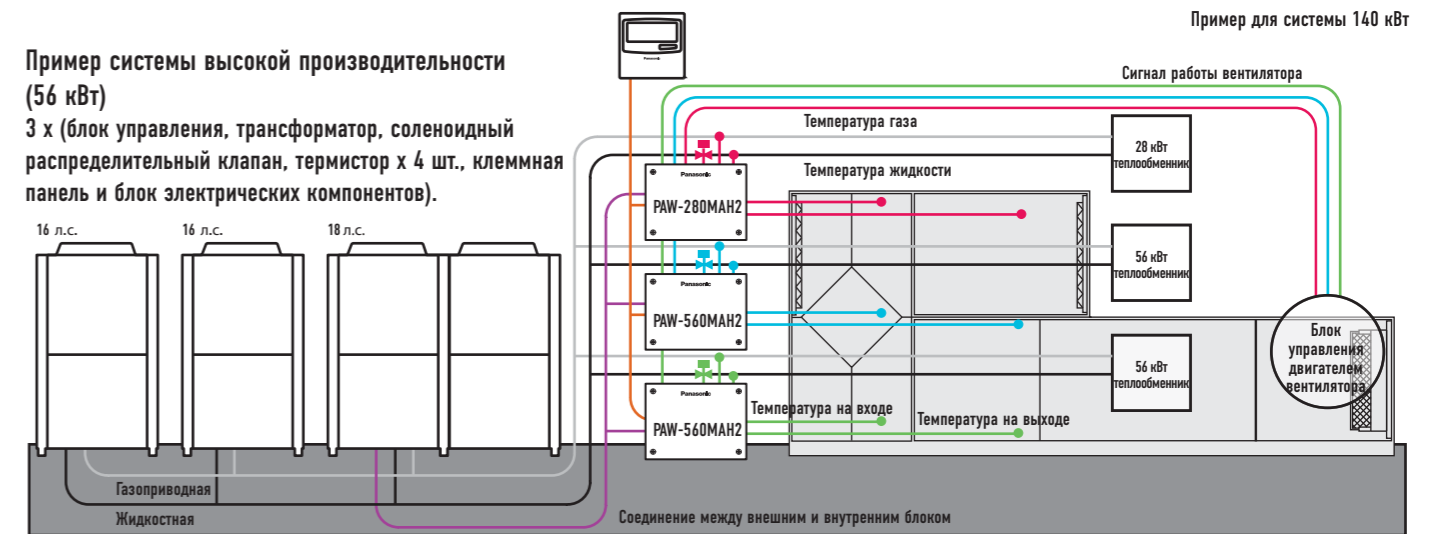 Пример для системы 140 кВт
Пример системы высокой производительности
(56 кВт)
3 x (блок управления, трансформатор, соленоидный
распределительный клапан, термистор x 4 шт., клеммная
панель и блок электрических компонентов).
16 л.с.
16 л.с.
18 л.с.
Газоприводная
Жидкостная
Соединение между внешним и внутренним блоком
Panasonic
Panasonic
PAW-280MAH2
Panasonic
PAW-560MAH2
Panasonic
PAW-560MAH2
Сигнал работы вентилятора
Температура газа
Температура жидкости
Температура на входе
Температура на выходе
28 кВт
теплообменник
56 кВт
теплообменник
56 кВт
теплообменник
Блок
управления
двигателем
вентилятора